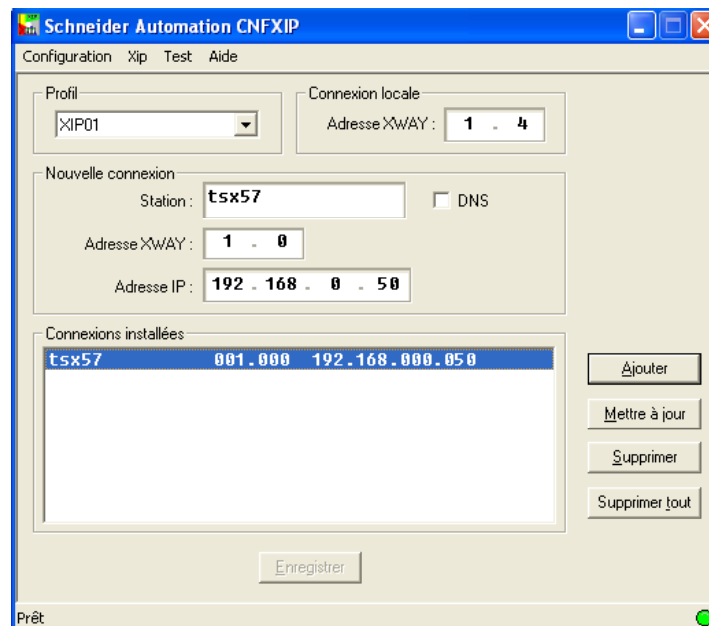 Schneider Automation CNFXIP
Configuration Xip Test Aide
Profil
XIP01
Connexion locale
Adresse XWAY : 1 . 4
Nouvelle connexion
Station : tsx57
DNS
Adresse XWAY : 1 . 0
Adresse IP : 192 . 168 . 0 . 50
Connexions installées
tsx57 001.000 192.168.000.050
Ajouter
Mettre à jour
Supprimer
Supprimer tout
Enregistrer
Prêt